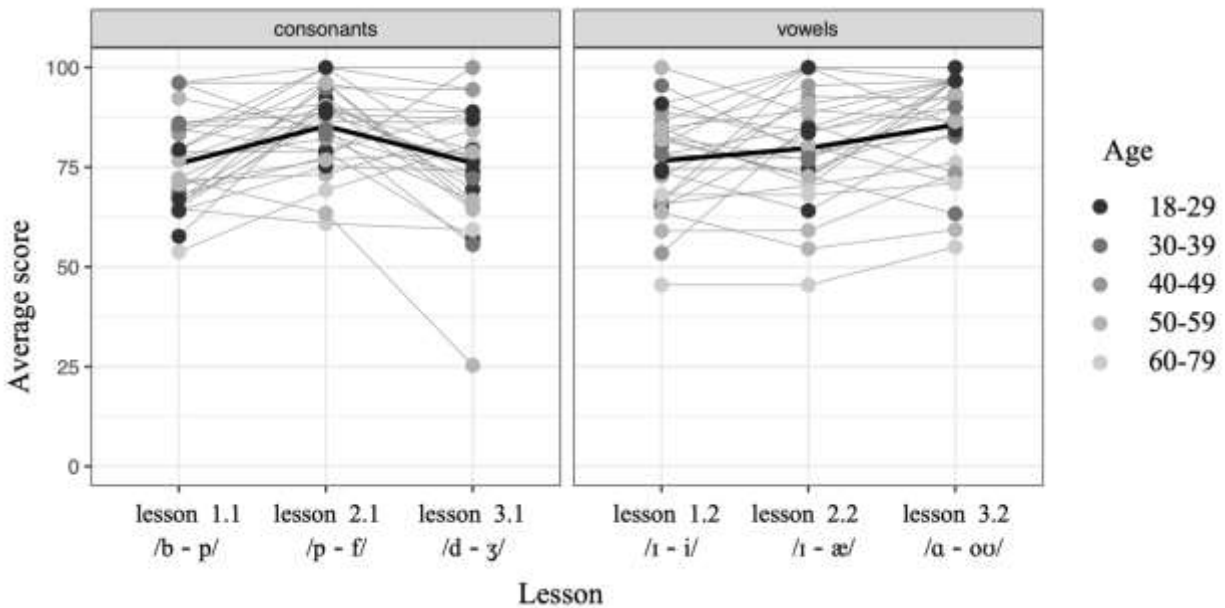 consonants
vowels
100
75
50
25
0
Average score
lesson 1.1
/b - p/
lesson 2.1
/p - f/
lesson 3.1
/d - ʒ/
lesson 1.2
/ɪ - i/
lesson 2.2
/ɪ - æ/
lesson 3.2
/ɑ - oʊ/
Lesson
Age
18-29
30-39
40-49
50-59
60-79